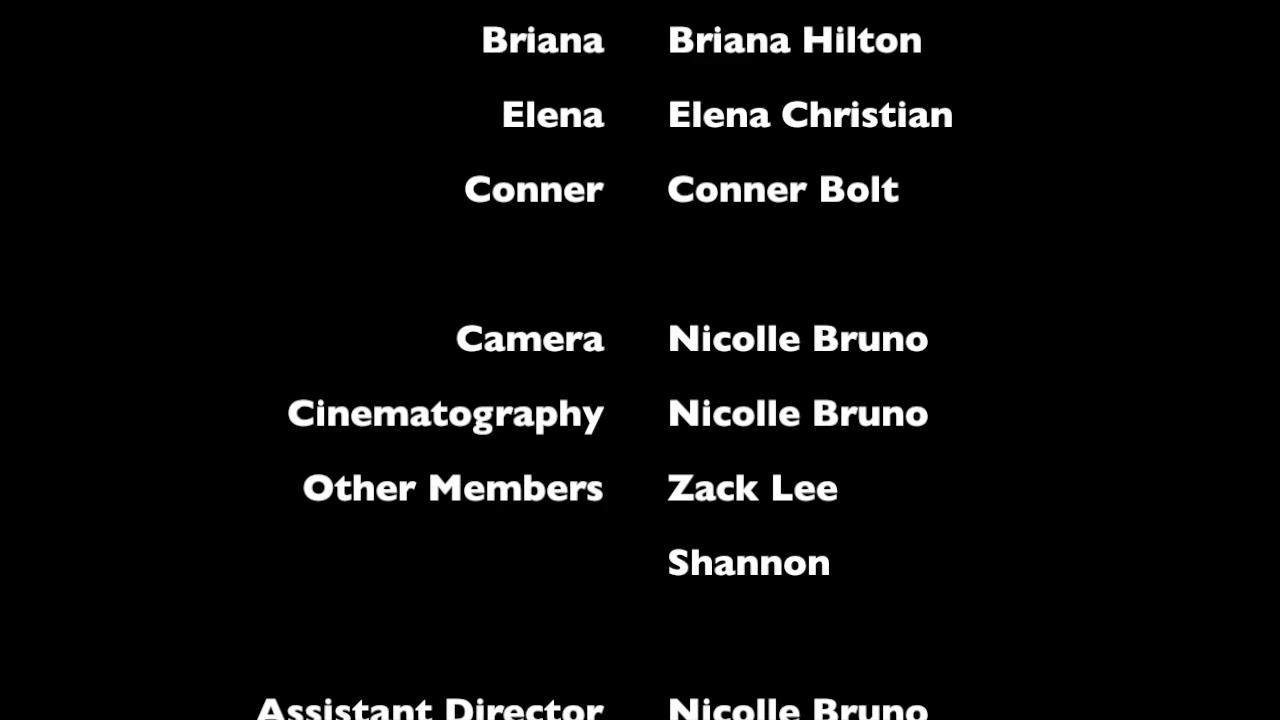 Briana Briana Hilton
Elena Elena Christian
Conner Conner Bolt
Camera Nicolle Bruno
Cinematography Nicolle Bruno
Other Members Zack Lee
Shannon
Assistant Director Nicolle Bruno